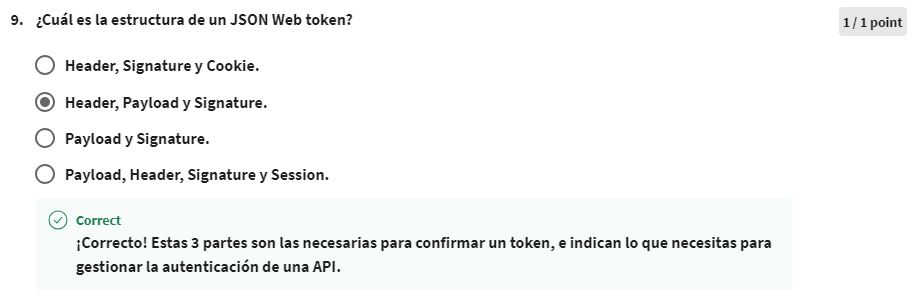 9. ¿Cuál es la estructura de un JSON Web token?
1 / 1 point
Header, Signature y Cookie.
Header, Payload y Signature.
Payload y Signature.
Payload, Header, Signature y Session.
Correct
¡Correcto! Estas 3 partes son las necesarias para confirmar un token, e indican lo que necesitas para
gestionar la autenticación de una API.